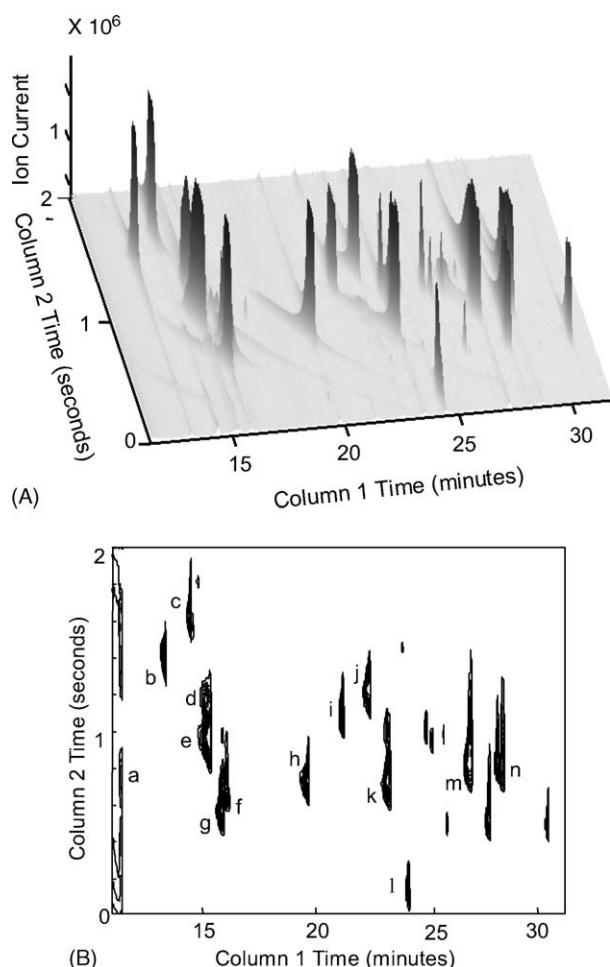 X 10⁶
Ion Current
1
2
1
0
Column 2 Time (seconds)
15
20
25
30
Column 1 Time (minutes)
(A)
2
1
0
Column 2 Time (seconds)
c
b
d
a
e
g
f
h
i
j
k
l
m
n
15
20
25
30
Column 1 Time (minutes)
(B)